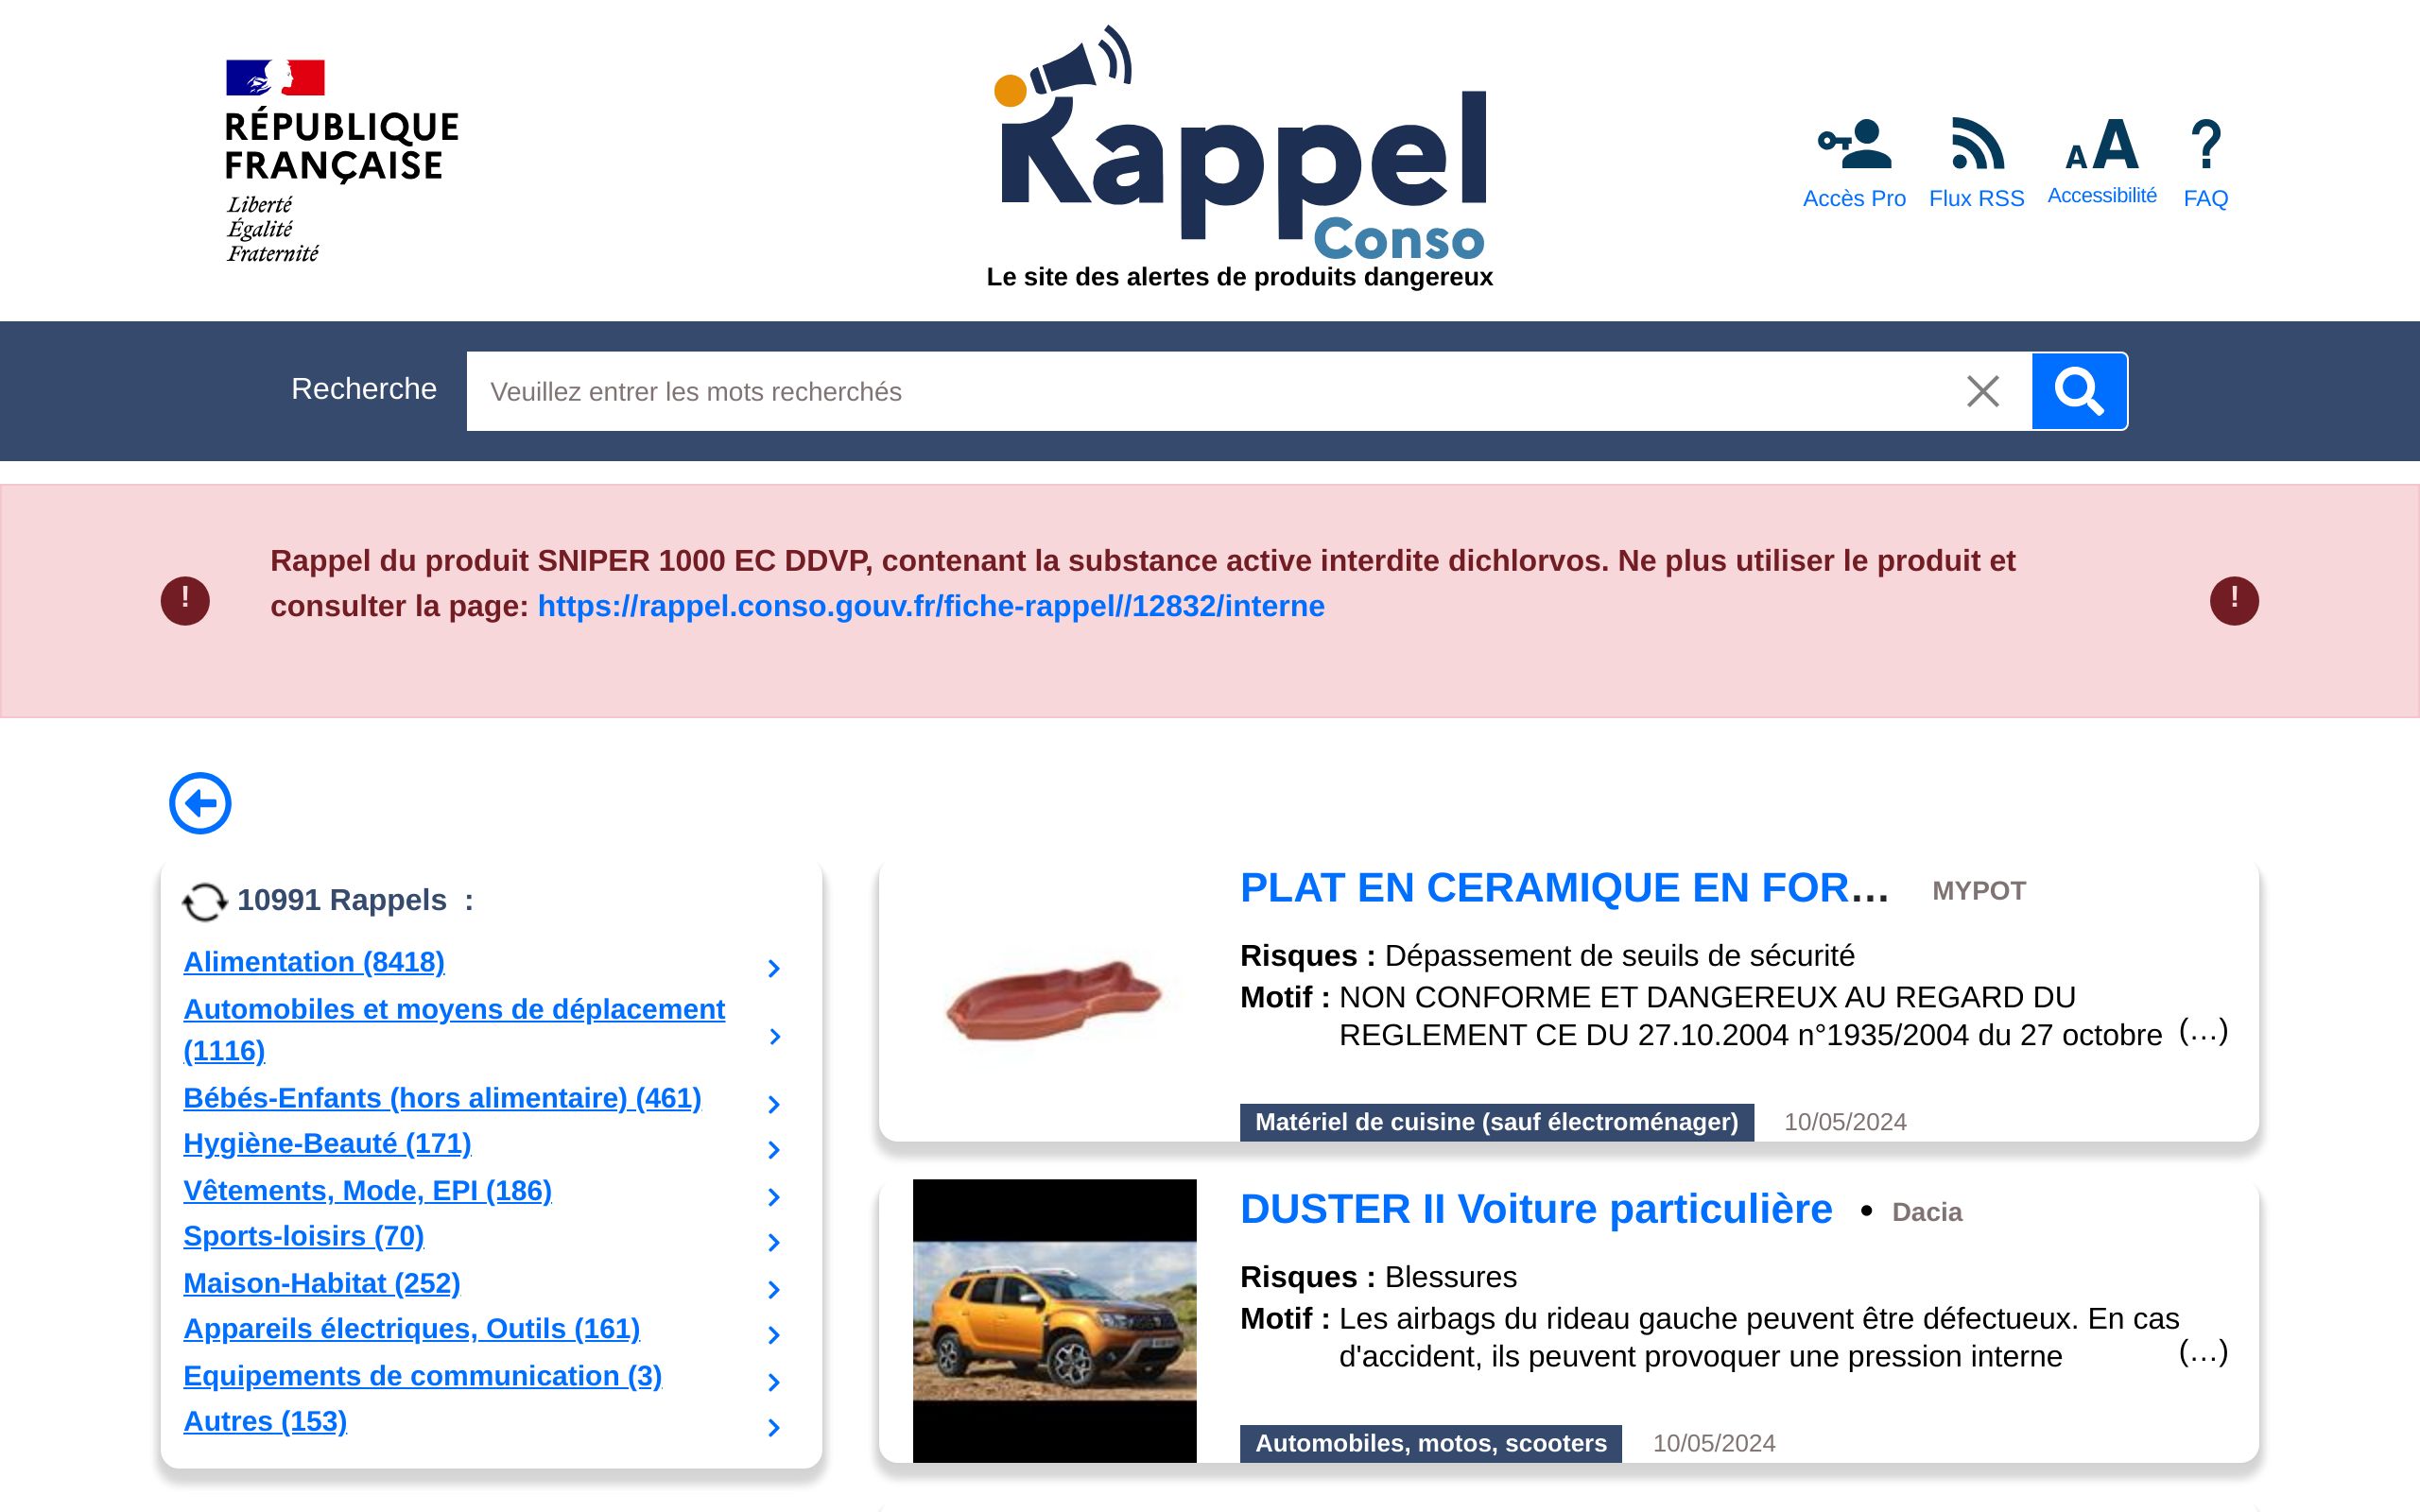 RÉPUBLIQUE
FRANÇAISE
Liberté
Égalité
Fraternité
Rappel
Conso
Le site des alertes de produits dangereux
Accès Pro
Flux RSS
AA
Accessibilité
?
FAQ
Recherche
Veuillez entrer les mots recherchés
!
Rappel du produit SNIPER 1000 EC DDVP, contenant la substance active interdite dichlorvos. Ne plus utiliser le produit et
consulter la page: https://rappel.conso.gouv.fr/fiche-rappel//12832/interne
!
10991 Rappels :
Alimentation (8418)
Automobiles et moyens de déplacement
(1116)
Bébés-Enfants (hors alimentaire) (461)
Hygiène-Beauté (171)
Vêtements, Mode, EPI (186)
Sports-loisirs (70)
Maison-Habitat (252)
Appareils électriques, Outils (161)
Equipements de communication (3)
Autres (153)
PLAT EN CERAMIQUE EN FOR... MYPOT
Risques : Dépassement de seuils de sécurité
Motif : NON CONFORME ET DANGEREUX AU REGARD DU
REGLEMENT CE DU 27.10.2004 n°1935/2004 du 27 octobre (...)
Matériel de cuisine (sauf électroménager) 10/05/2024
DUSTER II Voiture particulière • Dacia
Risques : Blessures
Motif : Les airbags du rideau gauche peuvent être défectueux. En cas
d'accident, ils peuvent provoquer une pression interne (...)
Automobiles, motos, scooters 10/05/2024